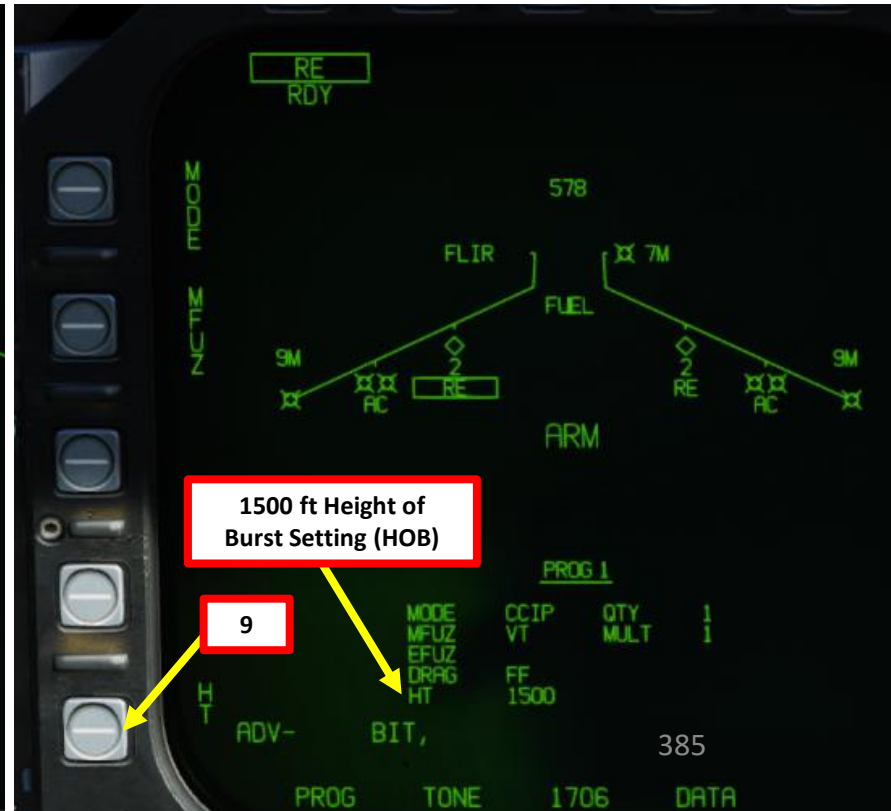 RE
RDY
MODE
578
FLIR
7M
MFUZ
FUEL
9M
2
2
9M
RE
RE
AC
AC
ARM
1500 ft Height of
Burst Setting (HOB)
PROG 1
9
MODE CCIP QTY 1
MFUZ VT MULT 1
EFUZ
DRAG FF
HT 1500
HT
ADV- BIT,
385
PROG TONE 1706 DATA